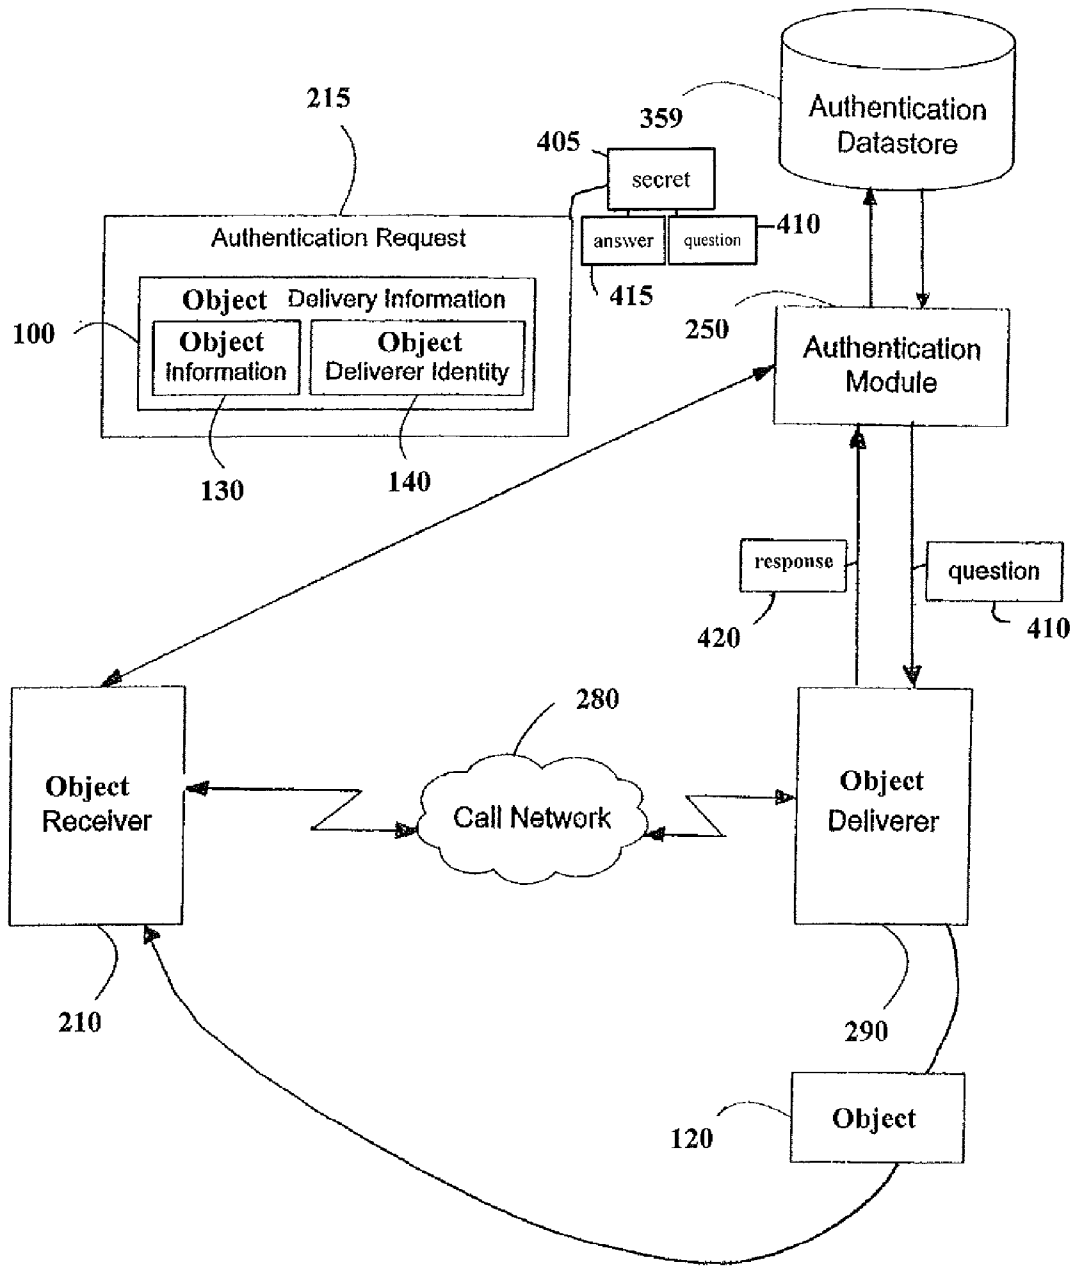 215
359
Authentication
Datastore
405
secret
answer
question
410
415
Authentication Request
Object Delivery Information
100
Object
Information
Object
Deliverer Identity
130
140
250
Authentication
Module
response
question
420
410
280
Object
Receiver
Call Network
Object
Deliverer
210
290
120
Object